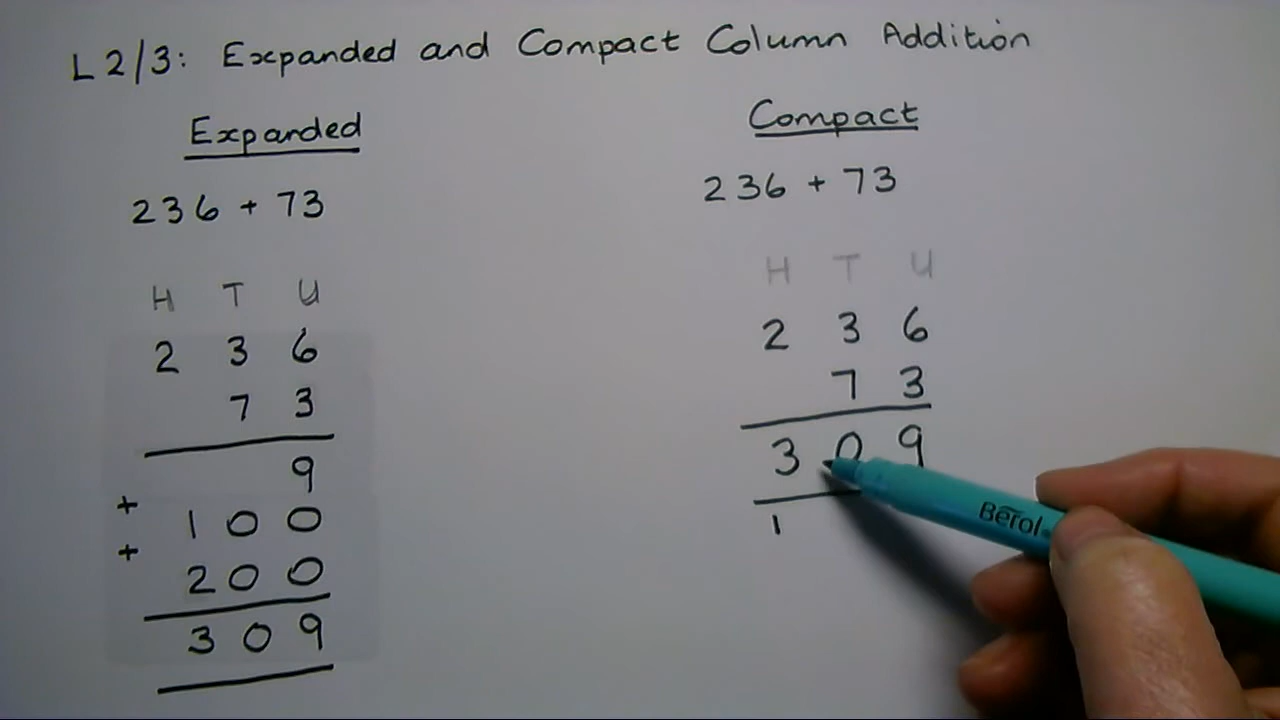 L2/3: Expanded and Compact Column Addition
Expanded
236 + 73
H T U
2 3 6
7 3
9
+ 1 0 0
+ 2 0 0
3 0 9
Compact
236 + 73
H T U
2 3 6
7 3
3 0 9
1
Berol